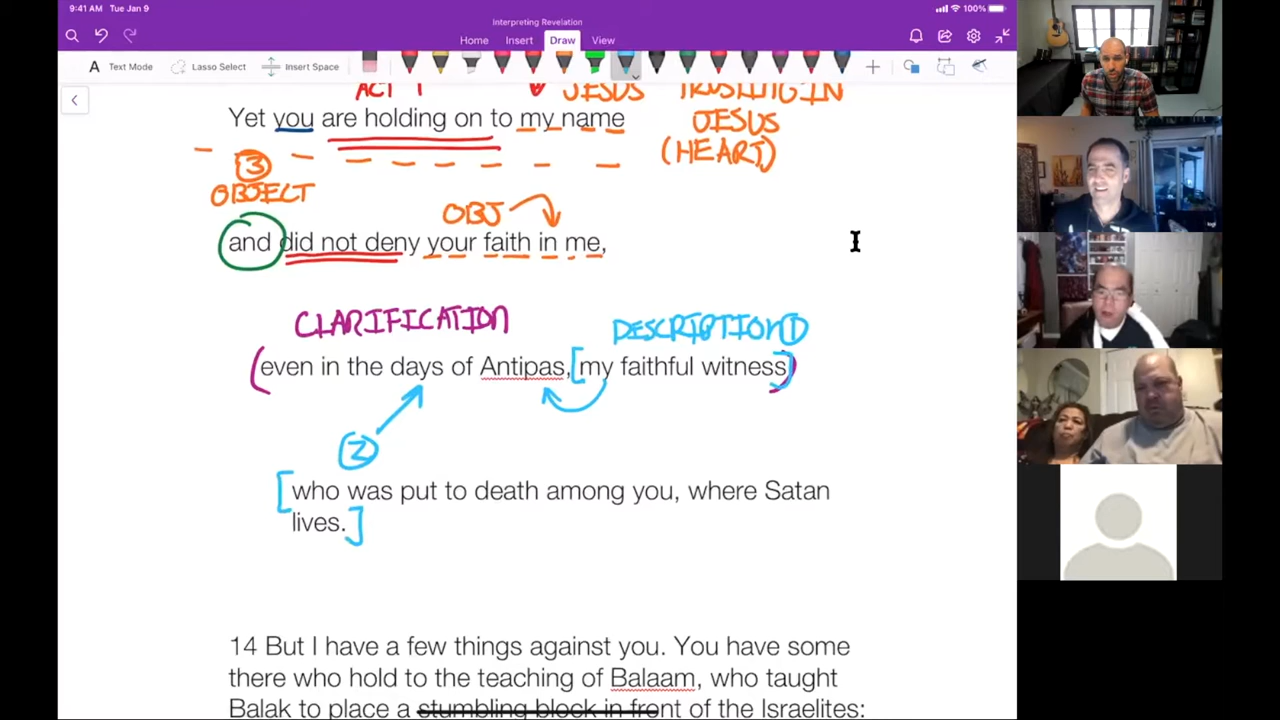 9:41 AM Tue Jan 9
100%
Interpreting Revelation
Home Insert Draw View
Text Mode Lasso Select Insert Space
ACT 1 JESUS TRUSTING IN
Yet you are holding on to my name JESUS
(HEART)
3
OBJECT
OBJ
and did not deny your faith in me,
CLARIFICATION DESCRIPTION 1
(even in the days of Antipas, [my faithful witness])
2
[who was put to death among you, where Satan
lives.]
14 But I have a few things against you. You have some
there who hold to the teaching of Balaam, who taught
Balak to place a stumbling block in front of the Israelites: